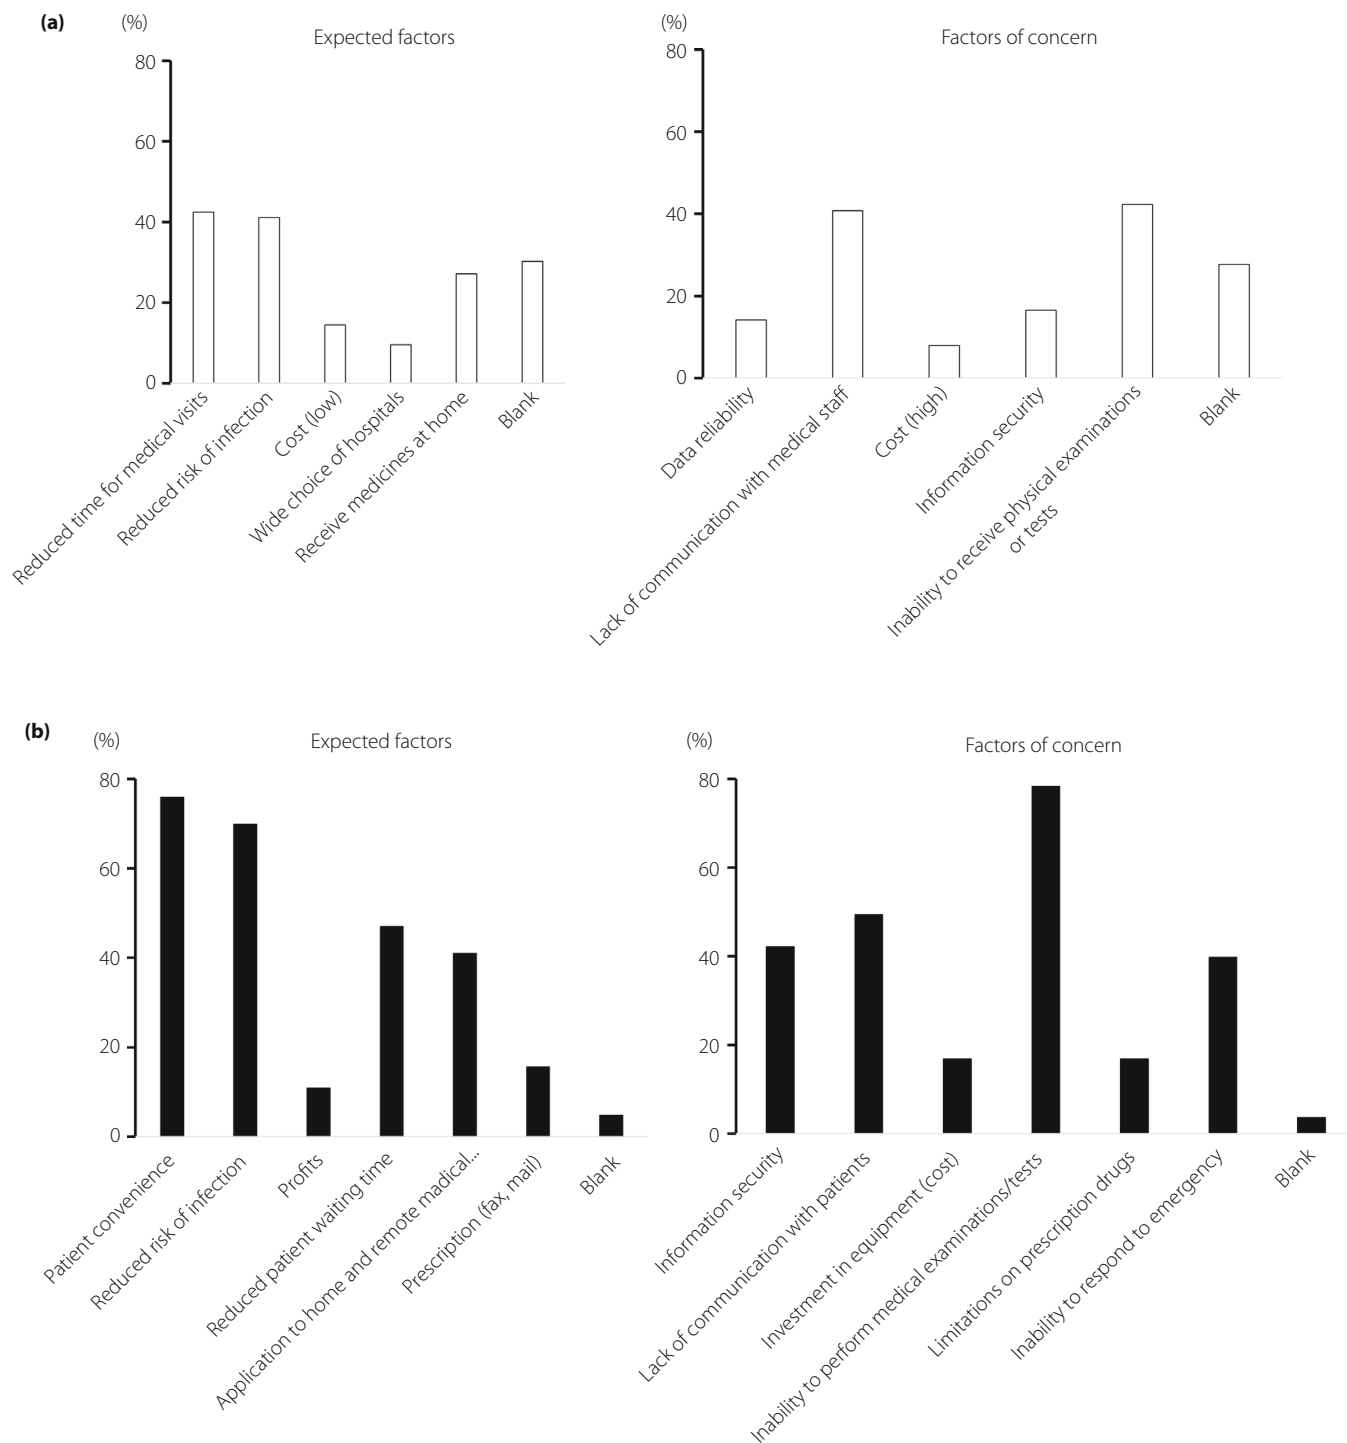 (a)
(%)
Expected factors
80
60
40
20
0
Reduced time for medical visits
Reduced risk of infection
Cost (low)
Wide choice of hospitals
Receive medicines at home
Blank
(%)
Factors of concern
80
60
40
20
0
Data reliability
Lack of communication with medical staff
Cost (high)
Information security
Inability to receive physical examinations
or tests
Blank
(b)
(%)
Expected factors
80
60
40
20
0
Patient convenience
Reduced risk of infection
Profits
Reduced patient waiting time
Application to home and remote madical...
Prescription (fax, mail)
Blank
(%)
Factors of concern
80
60
40
20
0
Information security
Lack of communication with patients
Investment in equipment (cost)
Inability to perform medical examinations/tests
Limitations on prescription drugs
Inability to respond to emergency
Blank